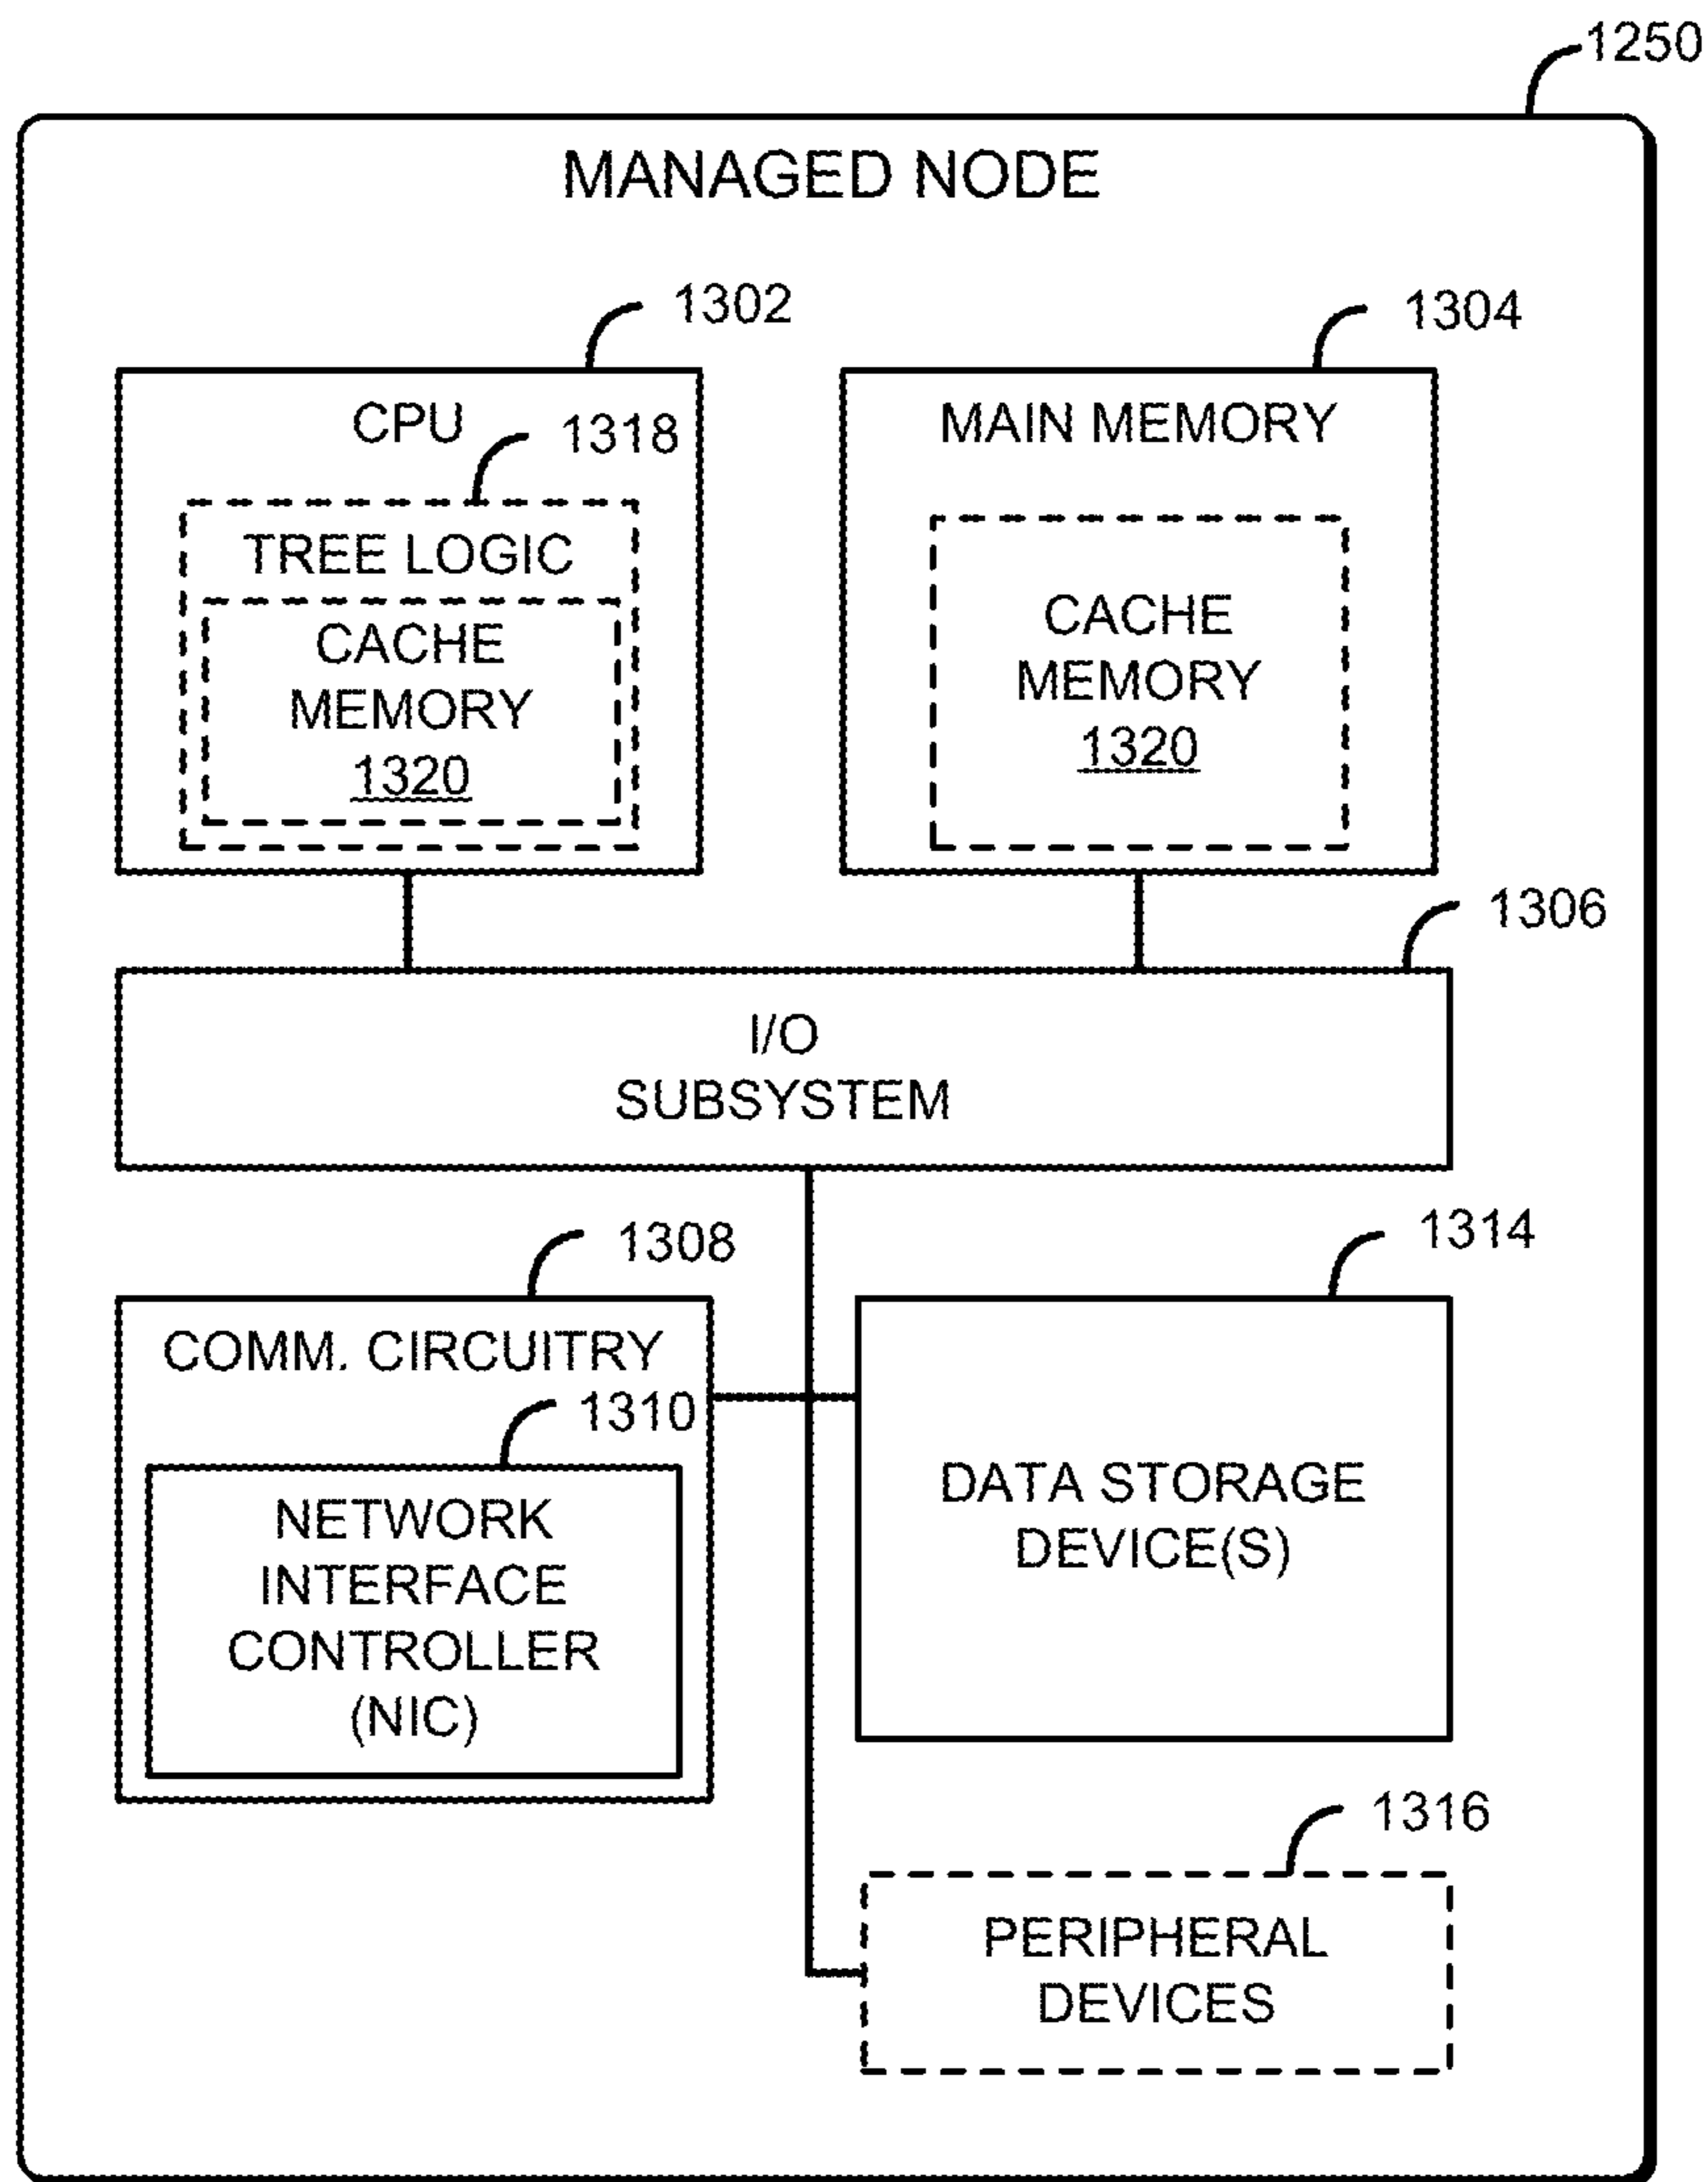 1250
MANAGED NODE
1302
1304
CPU
1318
TREE LOGIC
CACHE
MEMORY
1320
MAIN MEMORY
CACHE
MEMORY
1320
1306
I/O
SUBSYSTEM
1308
COMM. CIRCUITRY
1310
NETWORK
INTERFACE
CONTROLLER
(NIC)
1314
DATA STORAGE
DEVICE(S)
1316
PERIPHERAL
DEVICES